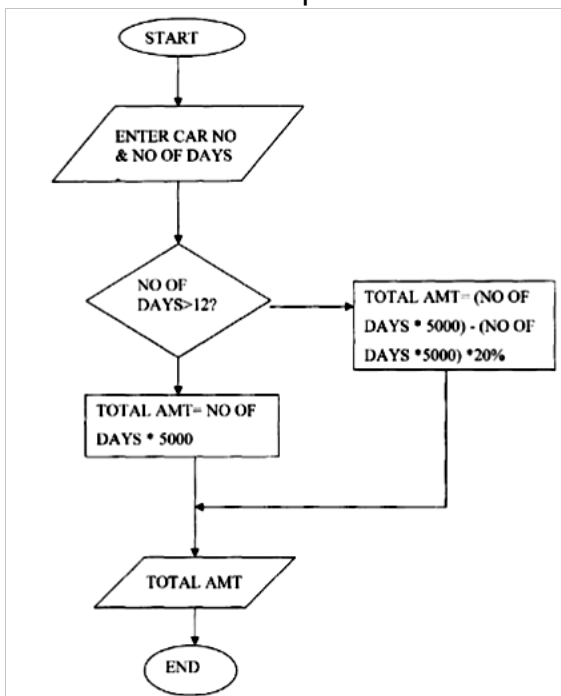 START
ENTER CAR NO
& NO OF DAYS
NO OF
DAYS>12?
TOTAL AMT= (NO OF
DAYS * 5000) - (NO OF
DAYS *5000) *20%
TOTAL AMT= NO OF
DAYS * 5000
TOTAL AMT
END